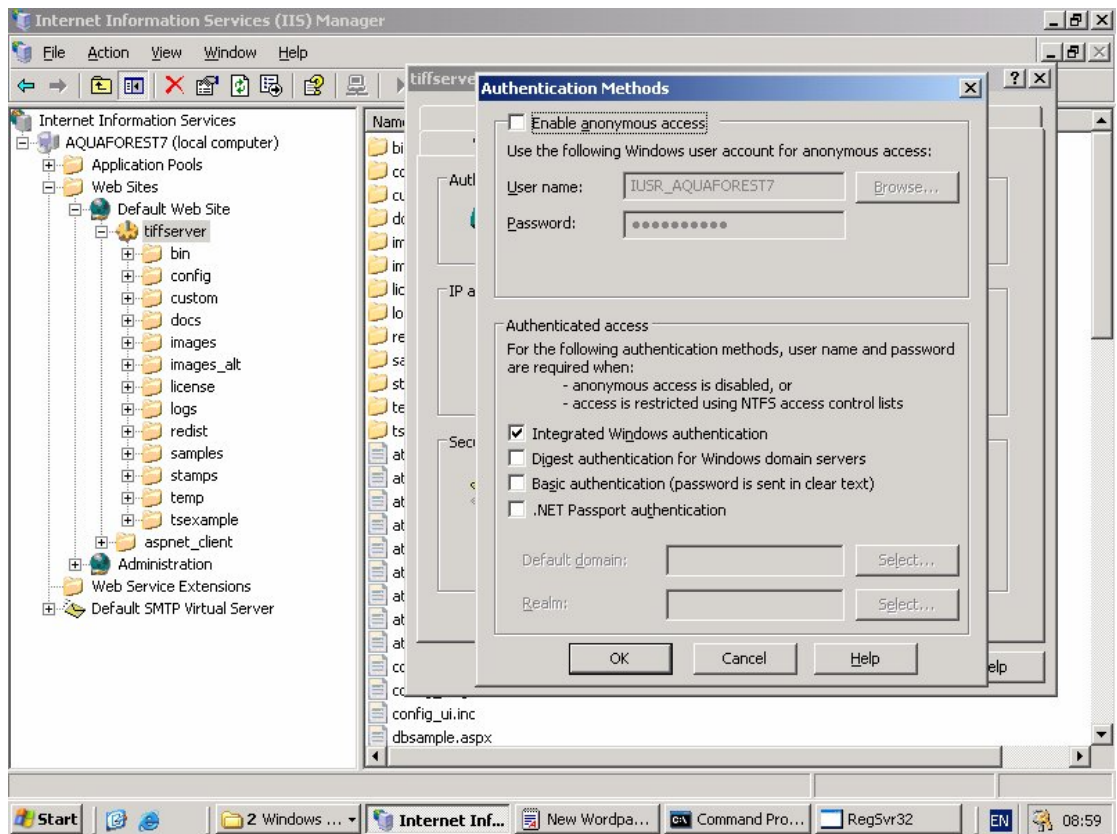 Internet Information Services (IIS) Manager
File Action View Window Help
Internet Information Services
AQUAFOREST7 (local computer)
Application Pools
Web Sites
Default Web Site
tiffserver
bin
config
custom
docs
images
images_alt
license
logs
redist
samples
stamps
temp
tsexample
aspnet_client
Administration
Web Service Extensions
Default SMTP Virtual Server
config_ui.inc
dbsample.aspx
tiffserve
IP a
Authentication Methods
Enable anonymous access
Use the following Windows user account for anonymous access:
User name: IUSR_AQUAFOREST7 Browse...
Password:
Authenticated access
For the following authentication methods, user name and password
are required when:
- anonymous access is disabled, or
- access is restricted using NTFS access control lists
Integrated Windows authentication
Digest authentication for Windows domain servers
Basic authentication (password is sent in clear text)
.NET Passport authentication
Default domain: Select...
Realm: Select...
OK Cancel Help
elp
Start 2 Windows ... Internet Inf... New Wordpa... Command Pro... RegSvr32 EN 08:59